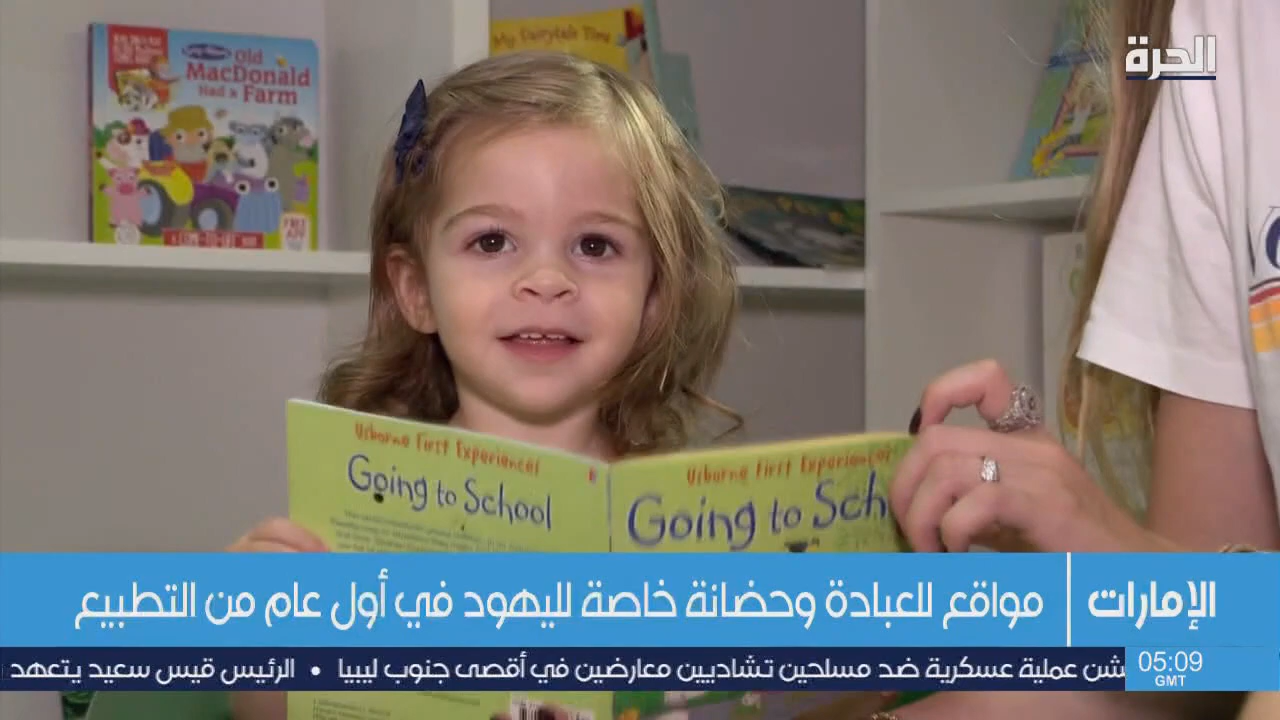 Old
MacDonald
Had a Farm
My Fairytale Time
الحرة
Usborne First Experiences
Going to School
Usborne First Experiences
Going to Sch
الإمارات | مواقع للعبادة وحضانة خاصة لليهود في أول عام من التطبيع
شن عملية عسكرية ضد مسلحين تشاديين معارضين في أقصى جنوب ليبيا • الرئيس قيس سعيد يتعهد
05:09
GMT